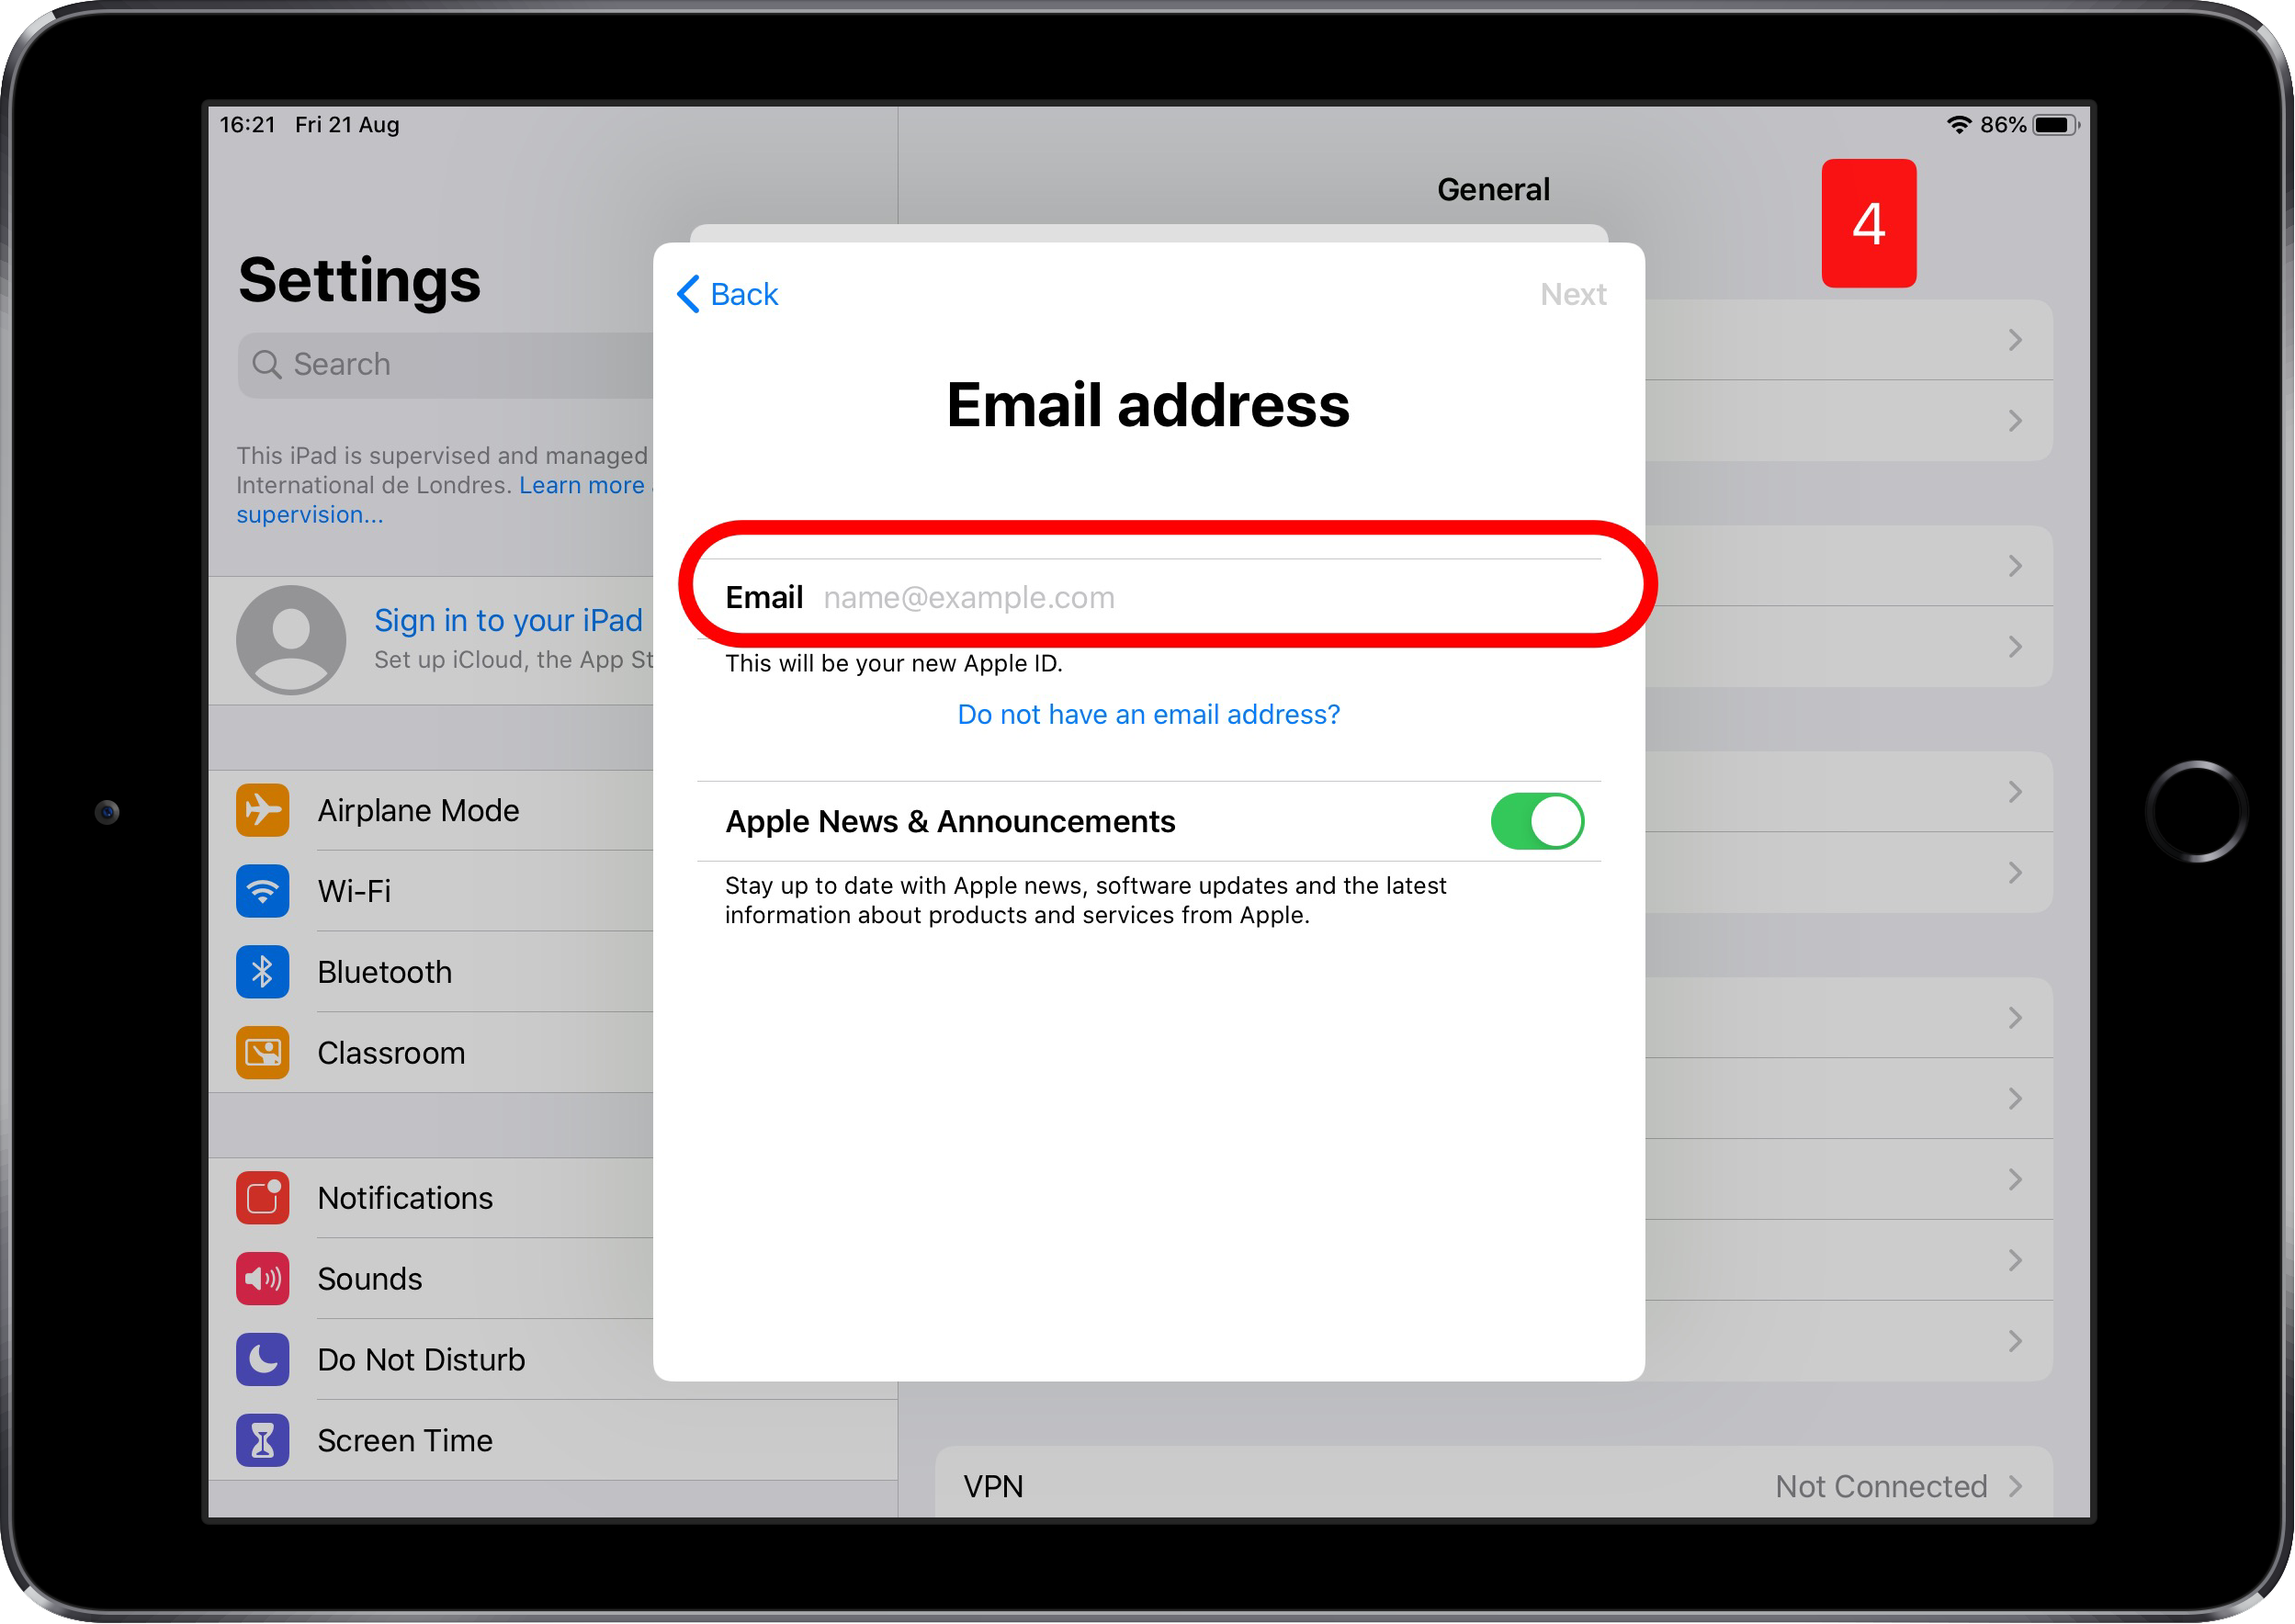 16:21 Fri 21 Aug
86%
General
4
Settings
Search
This iPad is supervised and managed
International de Londres. Learn more
supervision...
Sign in to your iPad
Set up iCloud, the App St
Airplane Mode
Wi-Fi
Bluetooth
Classroom
Notifications
Sounds
Do Not Disturb
Screen Time
Back
Next
Email address
Email name@example.com
This will be your new Apple ID.
Do not have an email address?
Apple News & Announcements
Stay up to date with Apple news, software updates and the latest
information about products and services from Apple.
VPN Not Connected